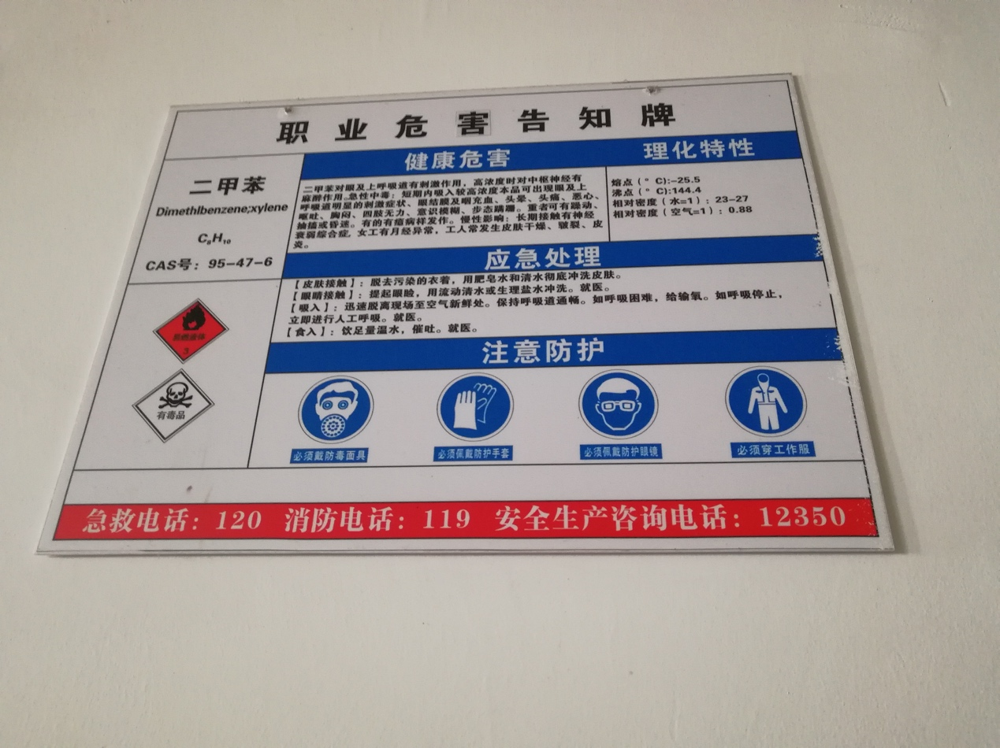 职业危害告知牌
二甲苯
Dimethlbenzene;xylene
C₈H₁₀
CAS号：95-47-6
易燃液体
3
有毒品
健康危害
二甲苯对眼及上呼吸道有刺激作用，高浓度时对中枢神经有
麻醉作用。急性中毒：短期内吸入较高浓度本品可出现眼及上
呼吸道明显的刺激症状、眼结膜及咽充血、头晕、头痛、恶心、
呕吐、胸闷、四肢无力、意识模糊、步态蹒跚。重者可有躁动、
抽搐或昏迷。有的有癔病样发作。慢性影响：长期接触有神经
衰弱综合症，女工有月经异常，工人常发生皮肤干燥、皲裂、皮
炎。
理化特性
熔点（°C):-25.5
沸点（°C):144.4
相对密度（水=1）：23-27
相对密度（空气=1）：0.88
应急处理
【皮肤接触】：脱去污染的衣着，用肥皂水和清水彻底冲洗皮肤。
【眼睛接触】：提起眼睑，用流动清水或生理盐水冲洗。就医。
【吸入】：迅速脱离现场至空气新鲜处。保持呼吸道通畅。如呼吸困难，给输氧。如呼吸停止，
立即进行人工呼吸。就医。
【食入】：饮足量温水，催吐。就医。
注意防护
必须戴防毒面具
必须佩戴防护手套
必须佩戴防护眼镜
必须穿工作服
急救电话：120 消防电话：119 安全生产咨询电话：12350